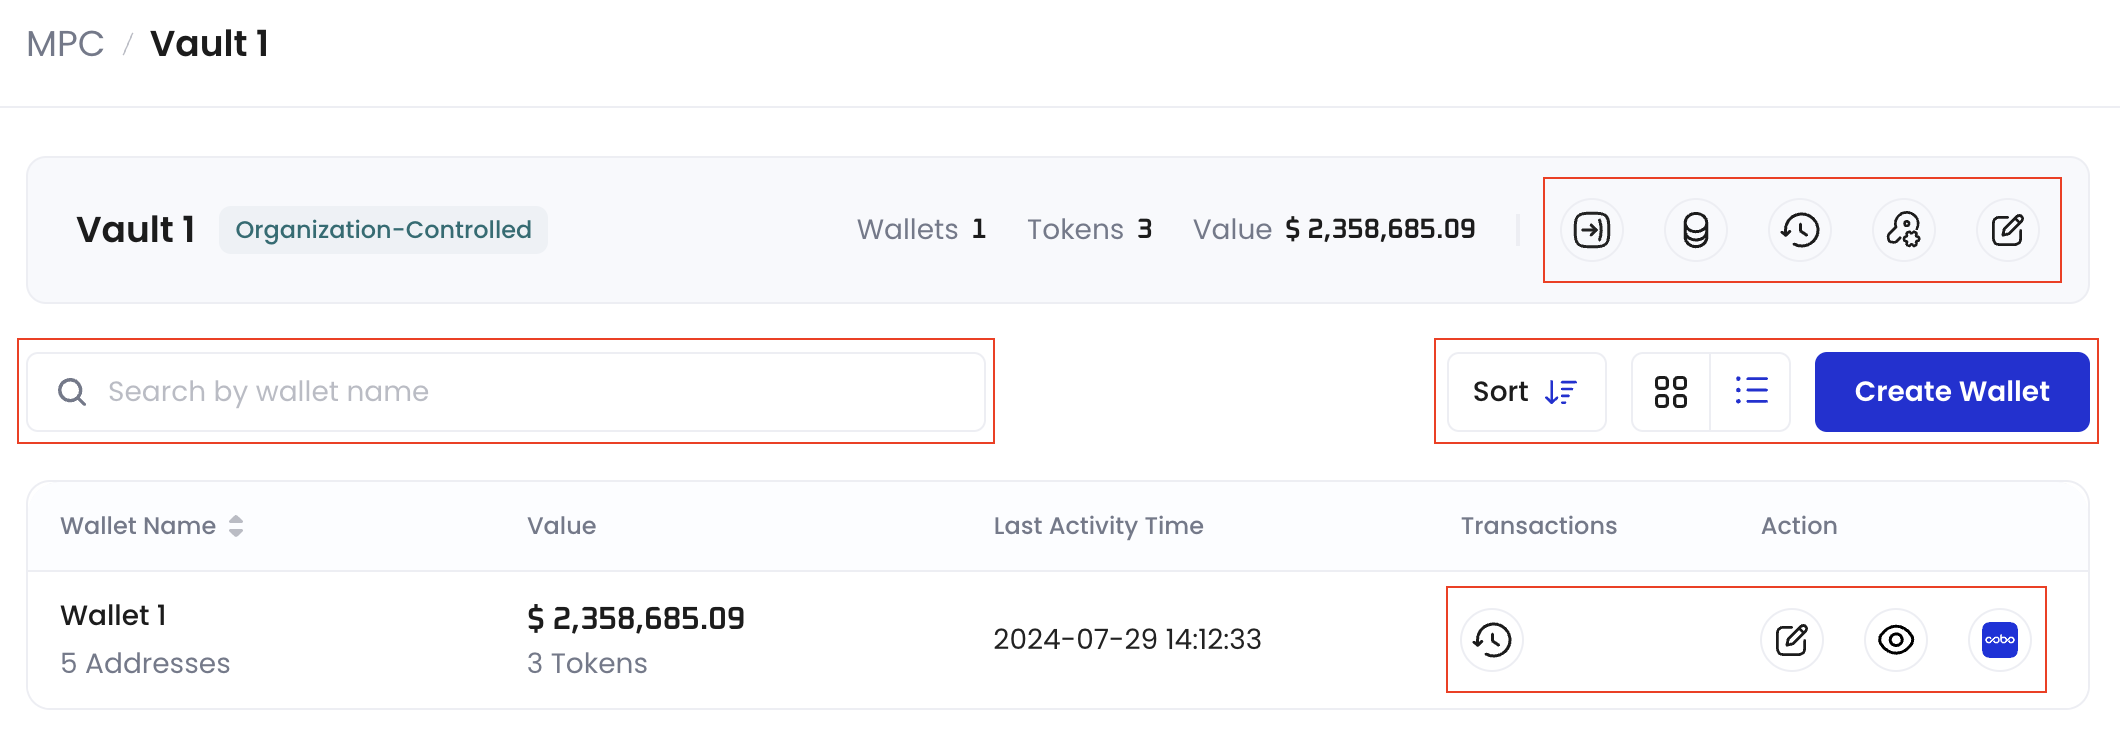 MPC / Vault 1
Vault 1 Organization-Controlled Wallets 1 Tokens 3 Value $ 2,358,685.09
Search by wallet name Sort Create Wallet
Wallet Name Value Last Activity Time Transactions Action
Wallet 1 $ 2,358,685.09 2024-07-29 14:12:33 cobo
5 Addresses 3 Tokens